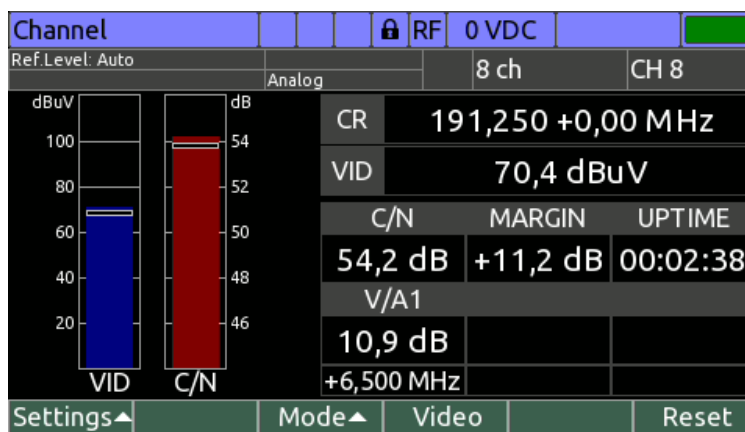 Channel RF 0 VDC
Ref.Level: Auto
Analog 8 ch CH 8
dBuV dB
100 54
80 52
60 50
40 48
20 46
VID C/N
CR 191,250 +0,00 MHz
VID 70,4 dBuV
C/N MARGIN UPTIME
54,2 dB +11,2 dB 00:02:38
V/A1
10,9 dB
+6,500 MHz
Settings Mode Video Reset